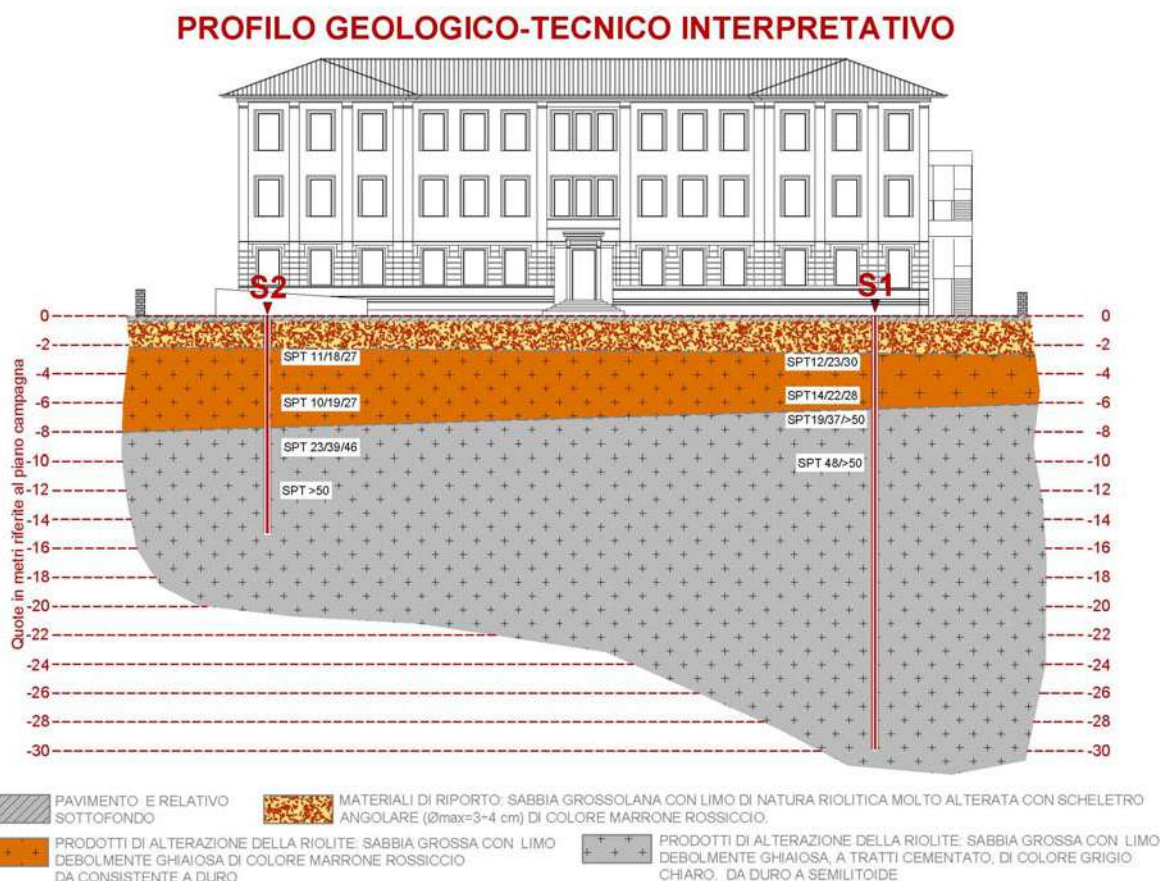 PROFILO GEOLOGICO-TECNICO INTERPRETATIVO
S2
S1
Quote in metri riferite al piano campagna
0
0
-2
-2
SPT 11/18/27
SPT12/23/30
-4
-4
SPT 10/19/27
SPT14/22/28
-6
-6
SPT19/37/>50
-8
-8
SPT 23/39/46
SPT 48/>50
-10
-10
SPT >50
-12
-12
-14
-14
-16
-16
-18
-18
-20
-20
-22
-22
-24
-24
-26
-26
-28
-28
-30
-30
PAVIMENTO E RELATIVO
SOTTOFONDO
MATERIALI DI RIPORTO: SABBIA GROSSOLANA CON LIMO DI NATURA RIOLITICA MOLTO ALTERATA CON SCHELETRO
ANGOLARE (Ømax=3÷4 cm) DI COLORE MARRONE ROSSICCIO.
PRODOTTI DI ALTERAZIONE DELLA RIOLITE: SABBIA GROSSA CON LIMO
DEBOLMENTE GHIAIOSA DI COLORE MARRONE ROSSICCIO
DA CONSISTENTE A DURO
PRODOTTI DI ALTERAZIONE DELLA RIOLITE: SABBIA GROSSA CON LIMO
DEBOLMENTE GHIAIOSA, A TRATTI CEMENTATO, DI COLORE GRIGIO
CHIARO. DA DURO A SEMILITOIDE